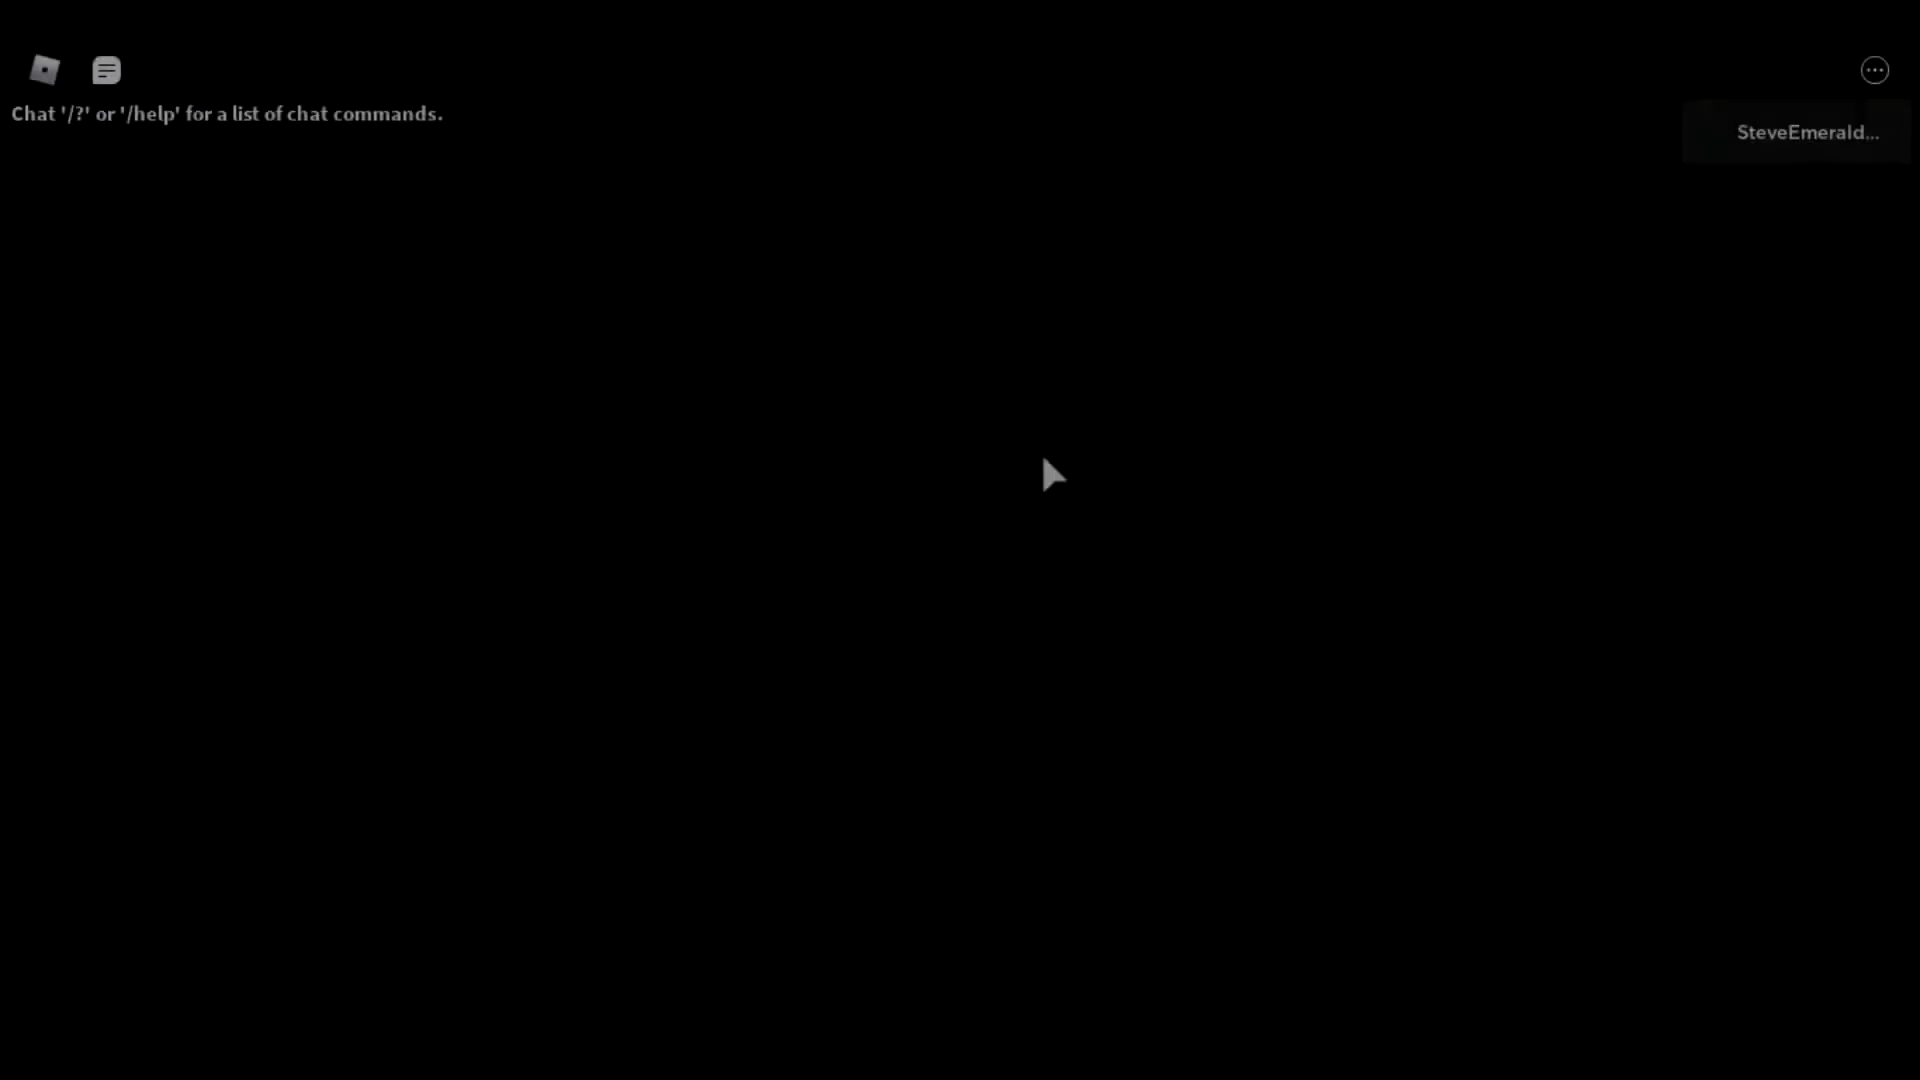 Chat '/?' or '/help' for a list of chat commands.
SteveEmerald...